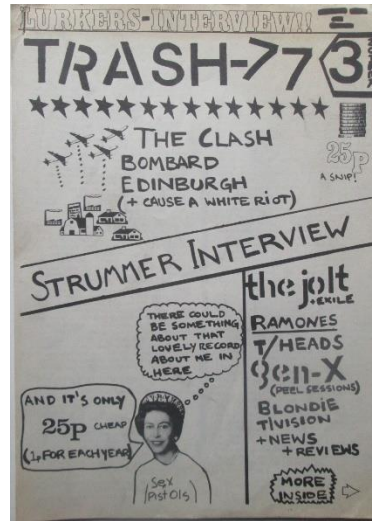 LURKERS-INTERVIEW!!
TRASH-77
NUMBER
3
25p
A SNIP!
THE CLASH
BOMBARD
EDINBURGH
(+ CAUSE A WHITE RIOT)
STRUMMER INTERVIEW
THERE COULD
BE SOMETHING
ABOUT THAT
LOVELY RECORD
ABOUT ME IN
HERE
AND IT'S ONLY
25p CHEAP
(1p FOR EACH YEAR)
Sex
PistOls
the jolt
+EXILE
RAMONES
T/HEADS
gen-X
(PEEL SESSIONS)
BLONDIE
T/VISION
+NEWS
+REVIEWS
MORE
INSIDE